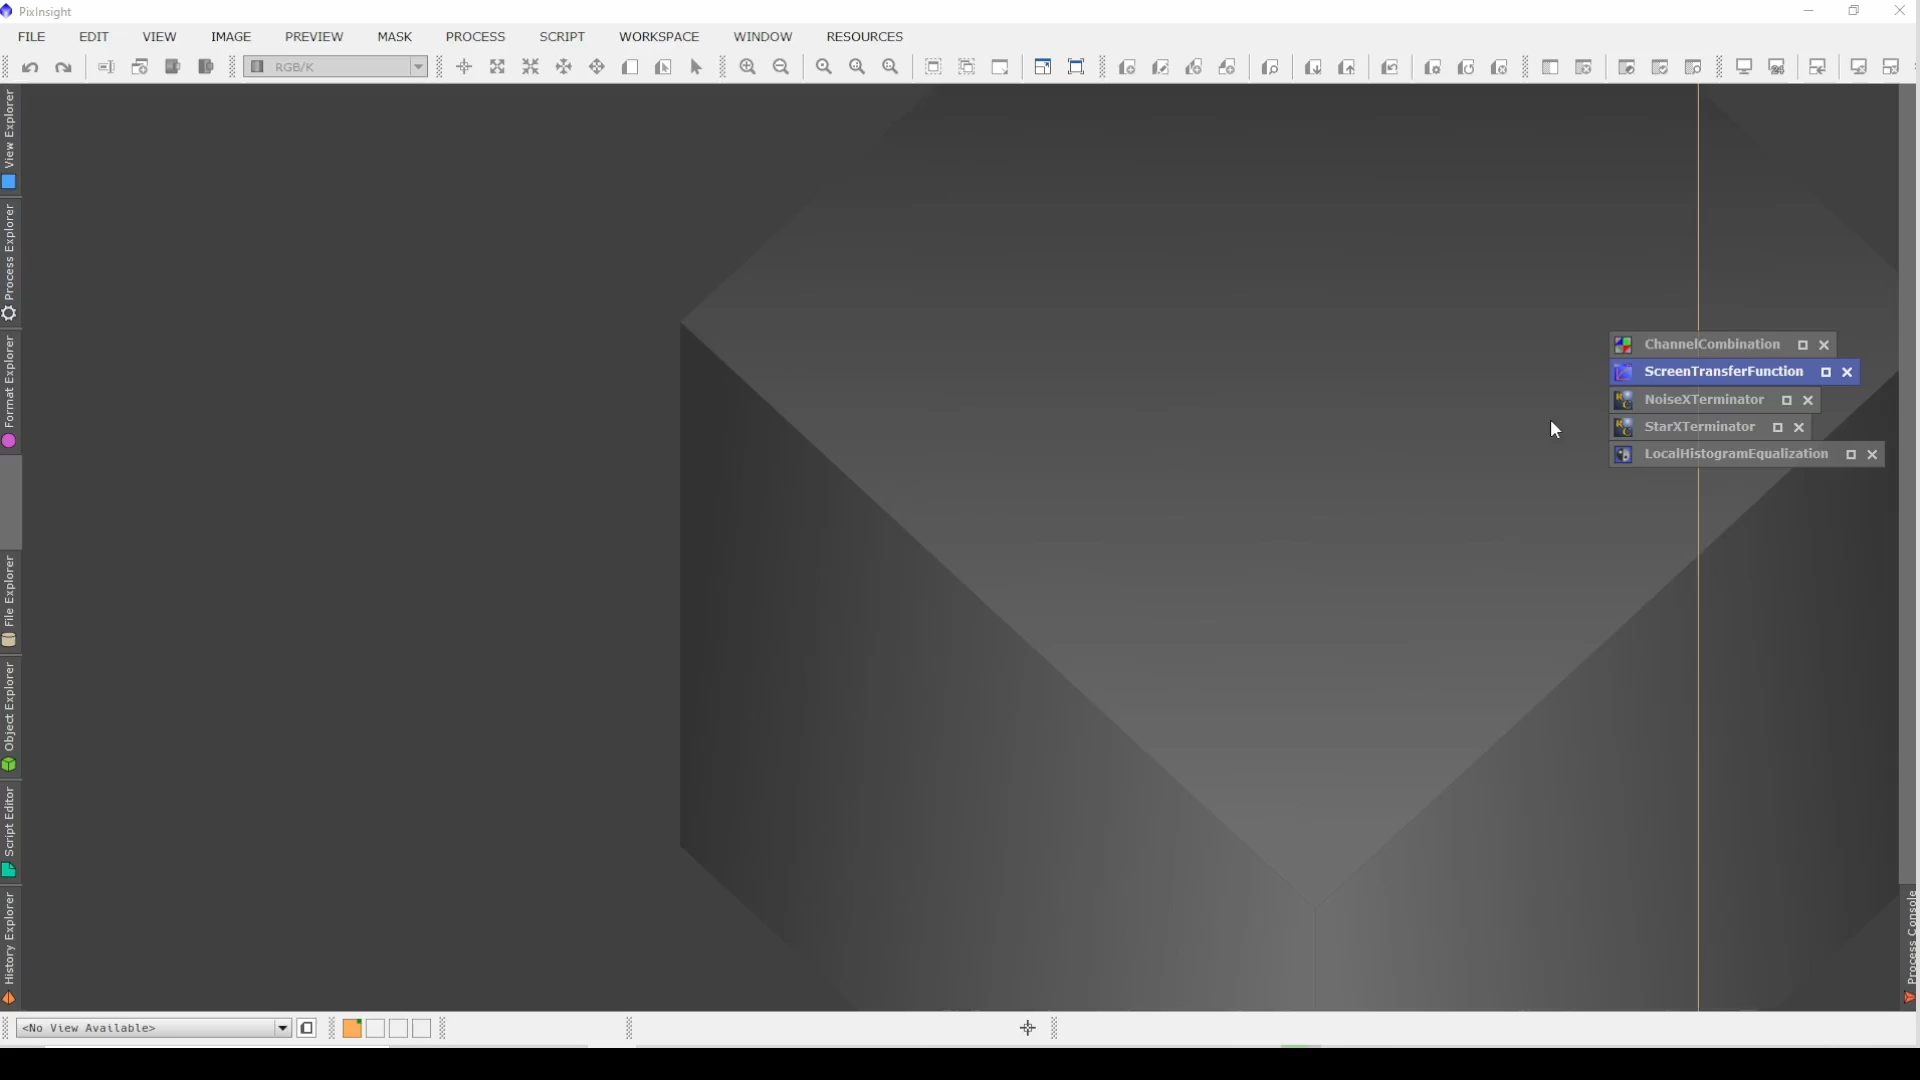 PixInsight
FILE EDIT VIEW IMAGE PREVIEW MASK PROCESS SCRIPT WORKSPACE WINDOW RESOURCES
RGB/K
View Explorer
Process Explorer
Format Explorer
File Explorer
Object Explorer
Script Editor
History Explorer
ChannelCombination
ScreenTransferFunction
NoiseXTerminator
StarXTerminator
LocalHistogramEqualization
Process Console
<No View Available>